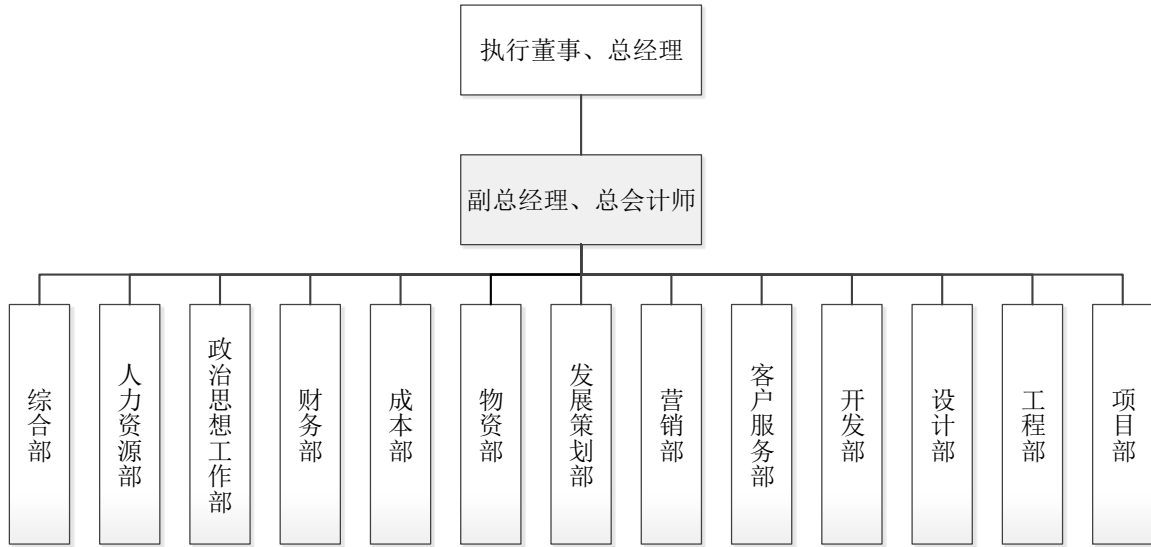 执行董事、总经理
副总经理、总会计师
综合部
人力资源部
政治思想工作部
财务部
成本部
物资部
发展策划部
营销部
客户服务部
开发部
设计部
工程部
项目部